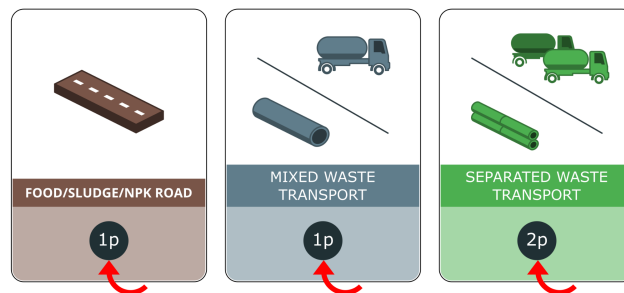 FOOD/SLUDGE/NPK ROAD
1p
MIXED WASTE
TRANSPORT
1p
SEPARATED WASTE
TRANSPORT
2p